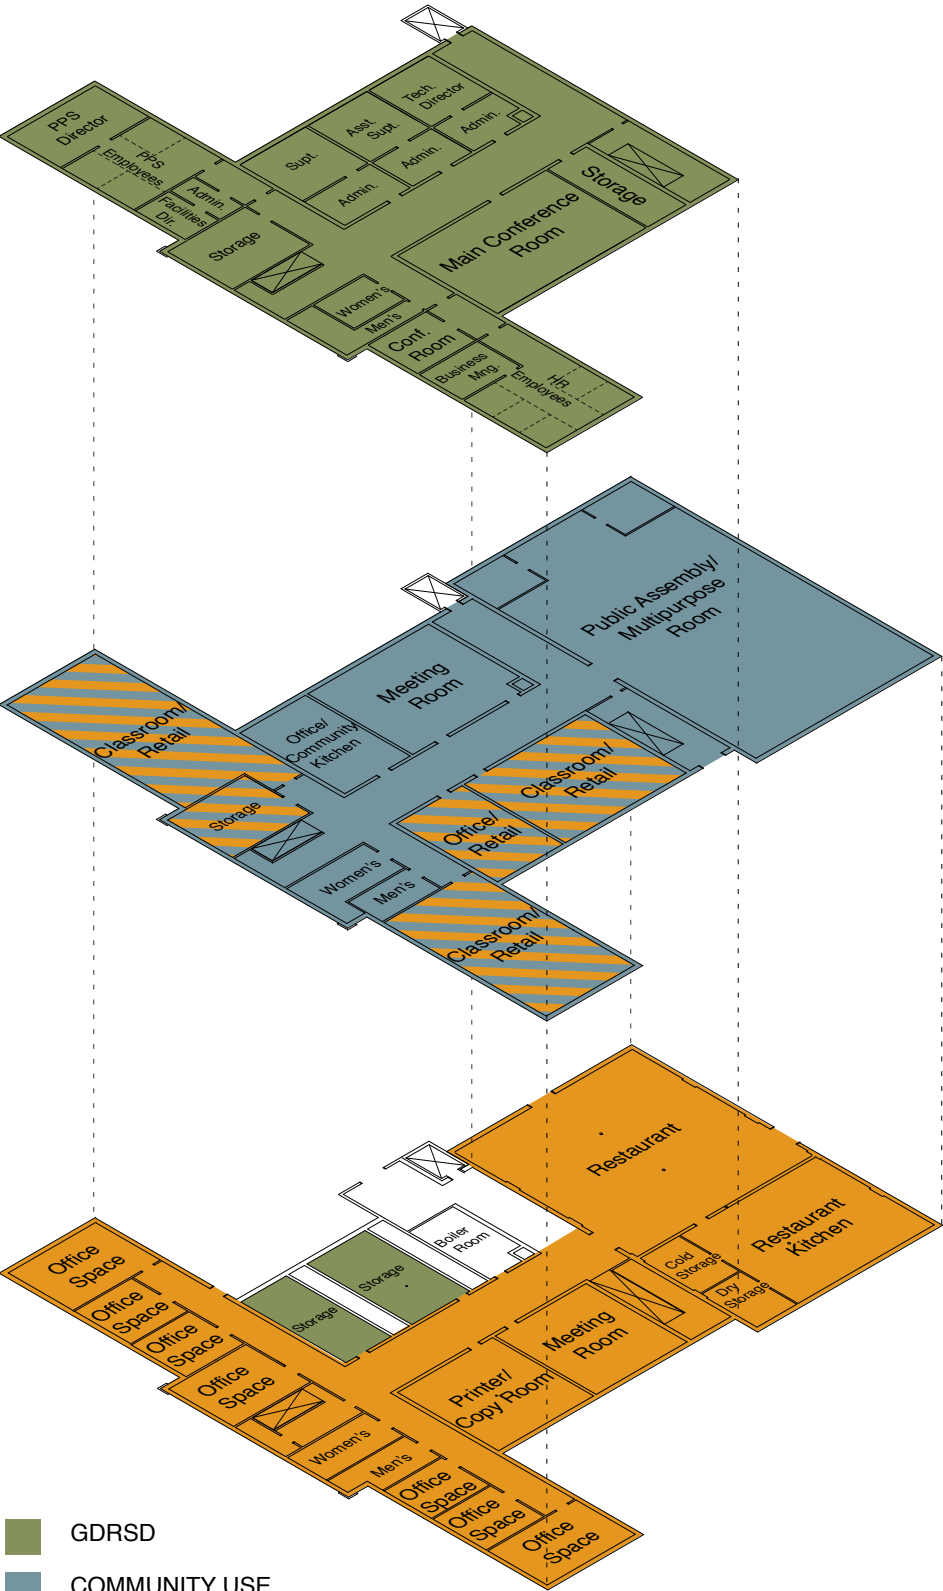 PPS
Director
PPS
Employees
Admin.
Facilities
Dir.
Storage
Supt.
Asst.
Supt.
Tech.
Director
Admin.
Admin.
Admin.
Storage
Main Conference
Room
Women's
Men's
Conf.
Room
Business
Mng.
HR
Employees
Public Assembly/
Multipurpose
Room
Meeting
Room
Office/
Community
Kitchen
Classroom/
Retail
Storage
Classroom/
Retail
Office/
Retail
Women's
Men's
Classroom/
Retail
Restaurant
Restaurant
Kitchen
Boiler
Room
Cold
Storage
Dry
Storage
Storage
Storage
Meeting
Room
Printer/
Copy Room
Office
Space
Office
Space
Office
Space
Office
Space
Women's
Men's
Office
Space
Office
Space
Office
Space
GDRSD
COMMUNITY USE